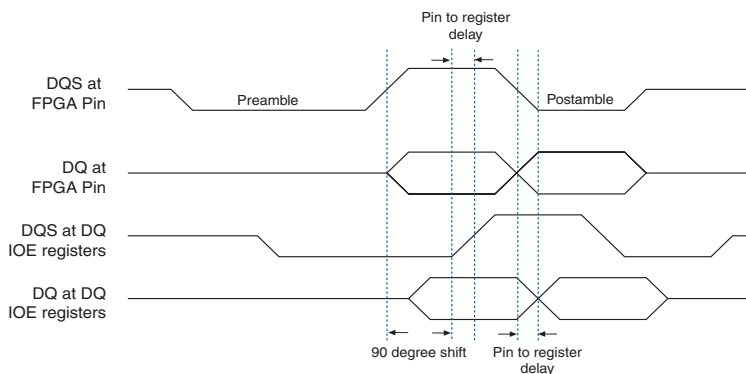 Pin to register
delay
DQS at
FPGA Pin
Preamble
Postamble
DQ at
FPGA Pin
DQS at DQ
IOE registers
DQ at DQ
IOE registers
90 degree shift
Pin to register
delay